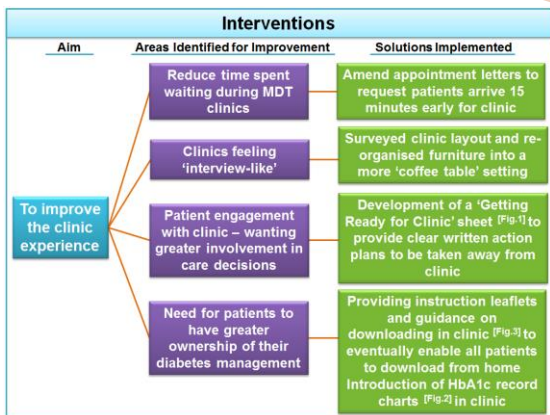 Interventions
Aim
Areas Identified for Improvement
Solutions Implemented
To improve
the clinic
experience
Reduce time spent
waiting during MDT
clinics
Amend appointment letters to
request patients arrive 15
minutes early for clinic
Clinics feeling
‘interview-like’
Surveyed clinic layout and re-
organised furniture into a
more ‘coffee table’ setting
Patient engagement
with clinic – wanting
greater involvement in
care decisions
Development of a ‘Getting
Ready for Clinic’ sheet [Fig.1] to
provide clear written action
plans to be taken away from
clinic
Need for patients to
have greater
ownership of their
diabetes management
Providing instruction leaflets
and guidance on
downloading in clinic [Fig.3] to
eventually enable all patients
to download from home
Introduction of HbA1c record
charts [Fig.2] in clinic